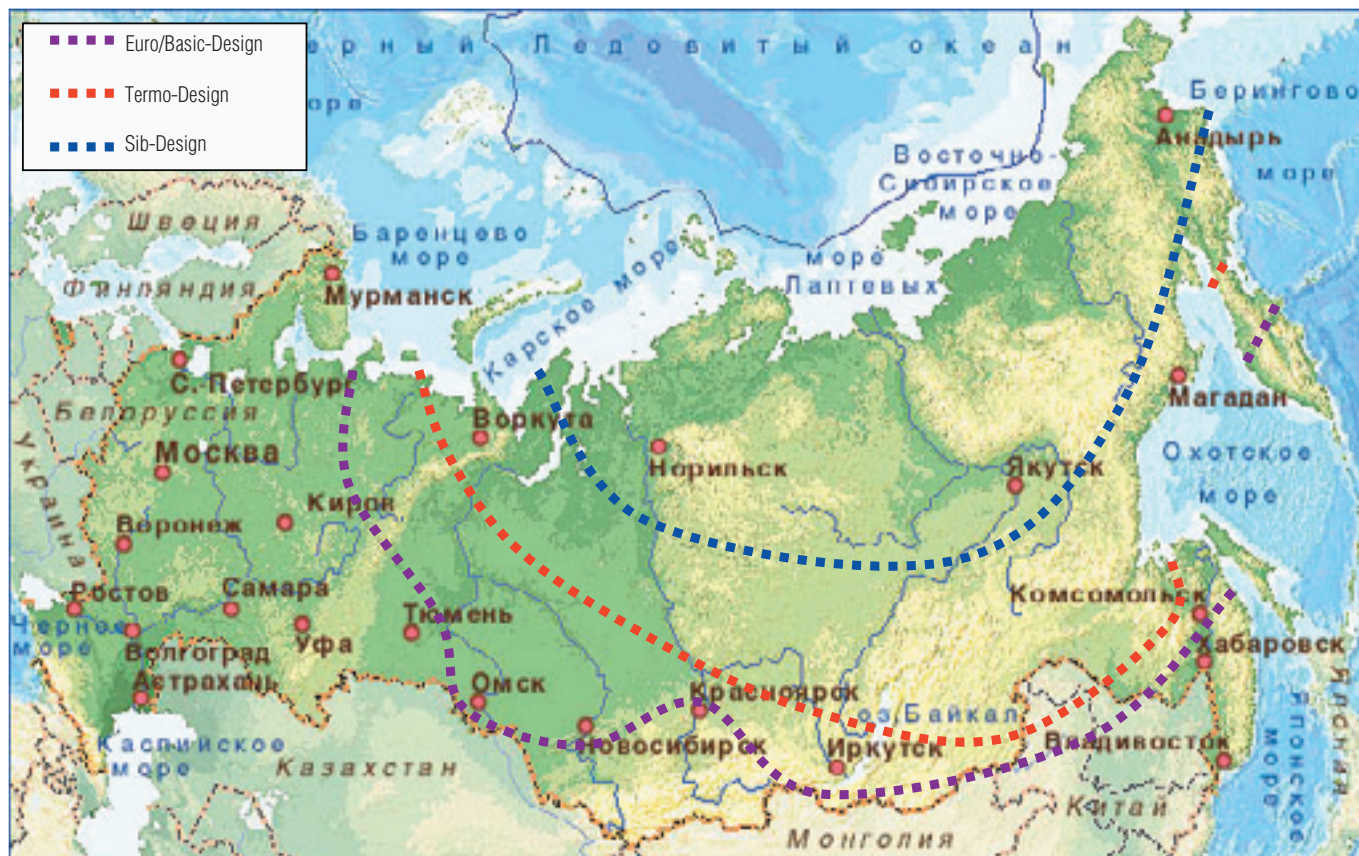 Euro/Basic-Design
Termo-Design
Sib-Design
ерный Ледовитый океан
море
Берингово
море
Анадырь
Восточно-
Сибирское
море
Швеция
Баренцево
море
Карское море
море
Лаптевых
Финляндия
Мурманск
С.-Петербург
Белоруссия
Воркута
Магадан
Украина
Москва
Норильск
Якутск
Охотское
море
Киров
Воронеж
Ростов
Самара
Комсомольск
Черное
море
Уфа
Тюмень
Хабаровск
Волгоград
Астрахань
Омск
Красноярск
оз.Байкал
Каспийское
море
Казахстан
Новосибирск
Иркутск
Владивосток
Китай
Монголия
Японское
море
Япония